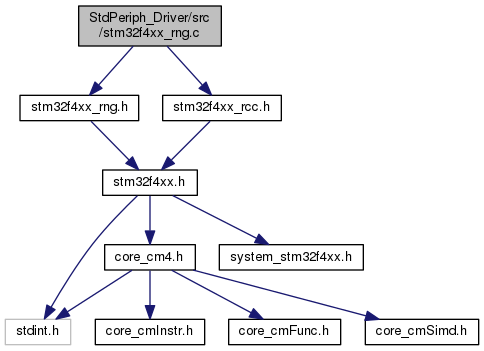 StdPeriph_Driver/src
/stm32f4xx_rng.c
stm32f4xx_rng.h
stm32f4xx_rcc.h
stm32f4xx.h
core_cm4.h
system_stm32f4xx.h
stdint.h
core_cmInstr.h
core_cmFunc.h
core_cmSimd.h